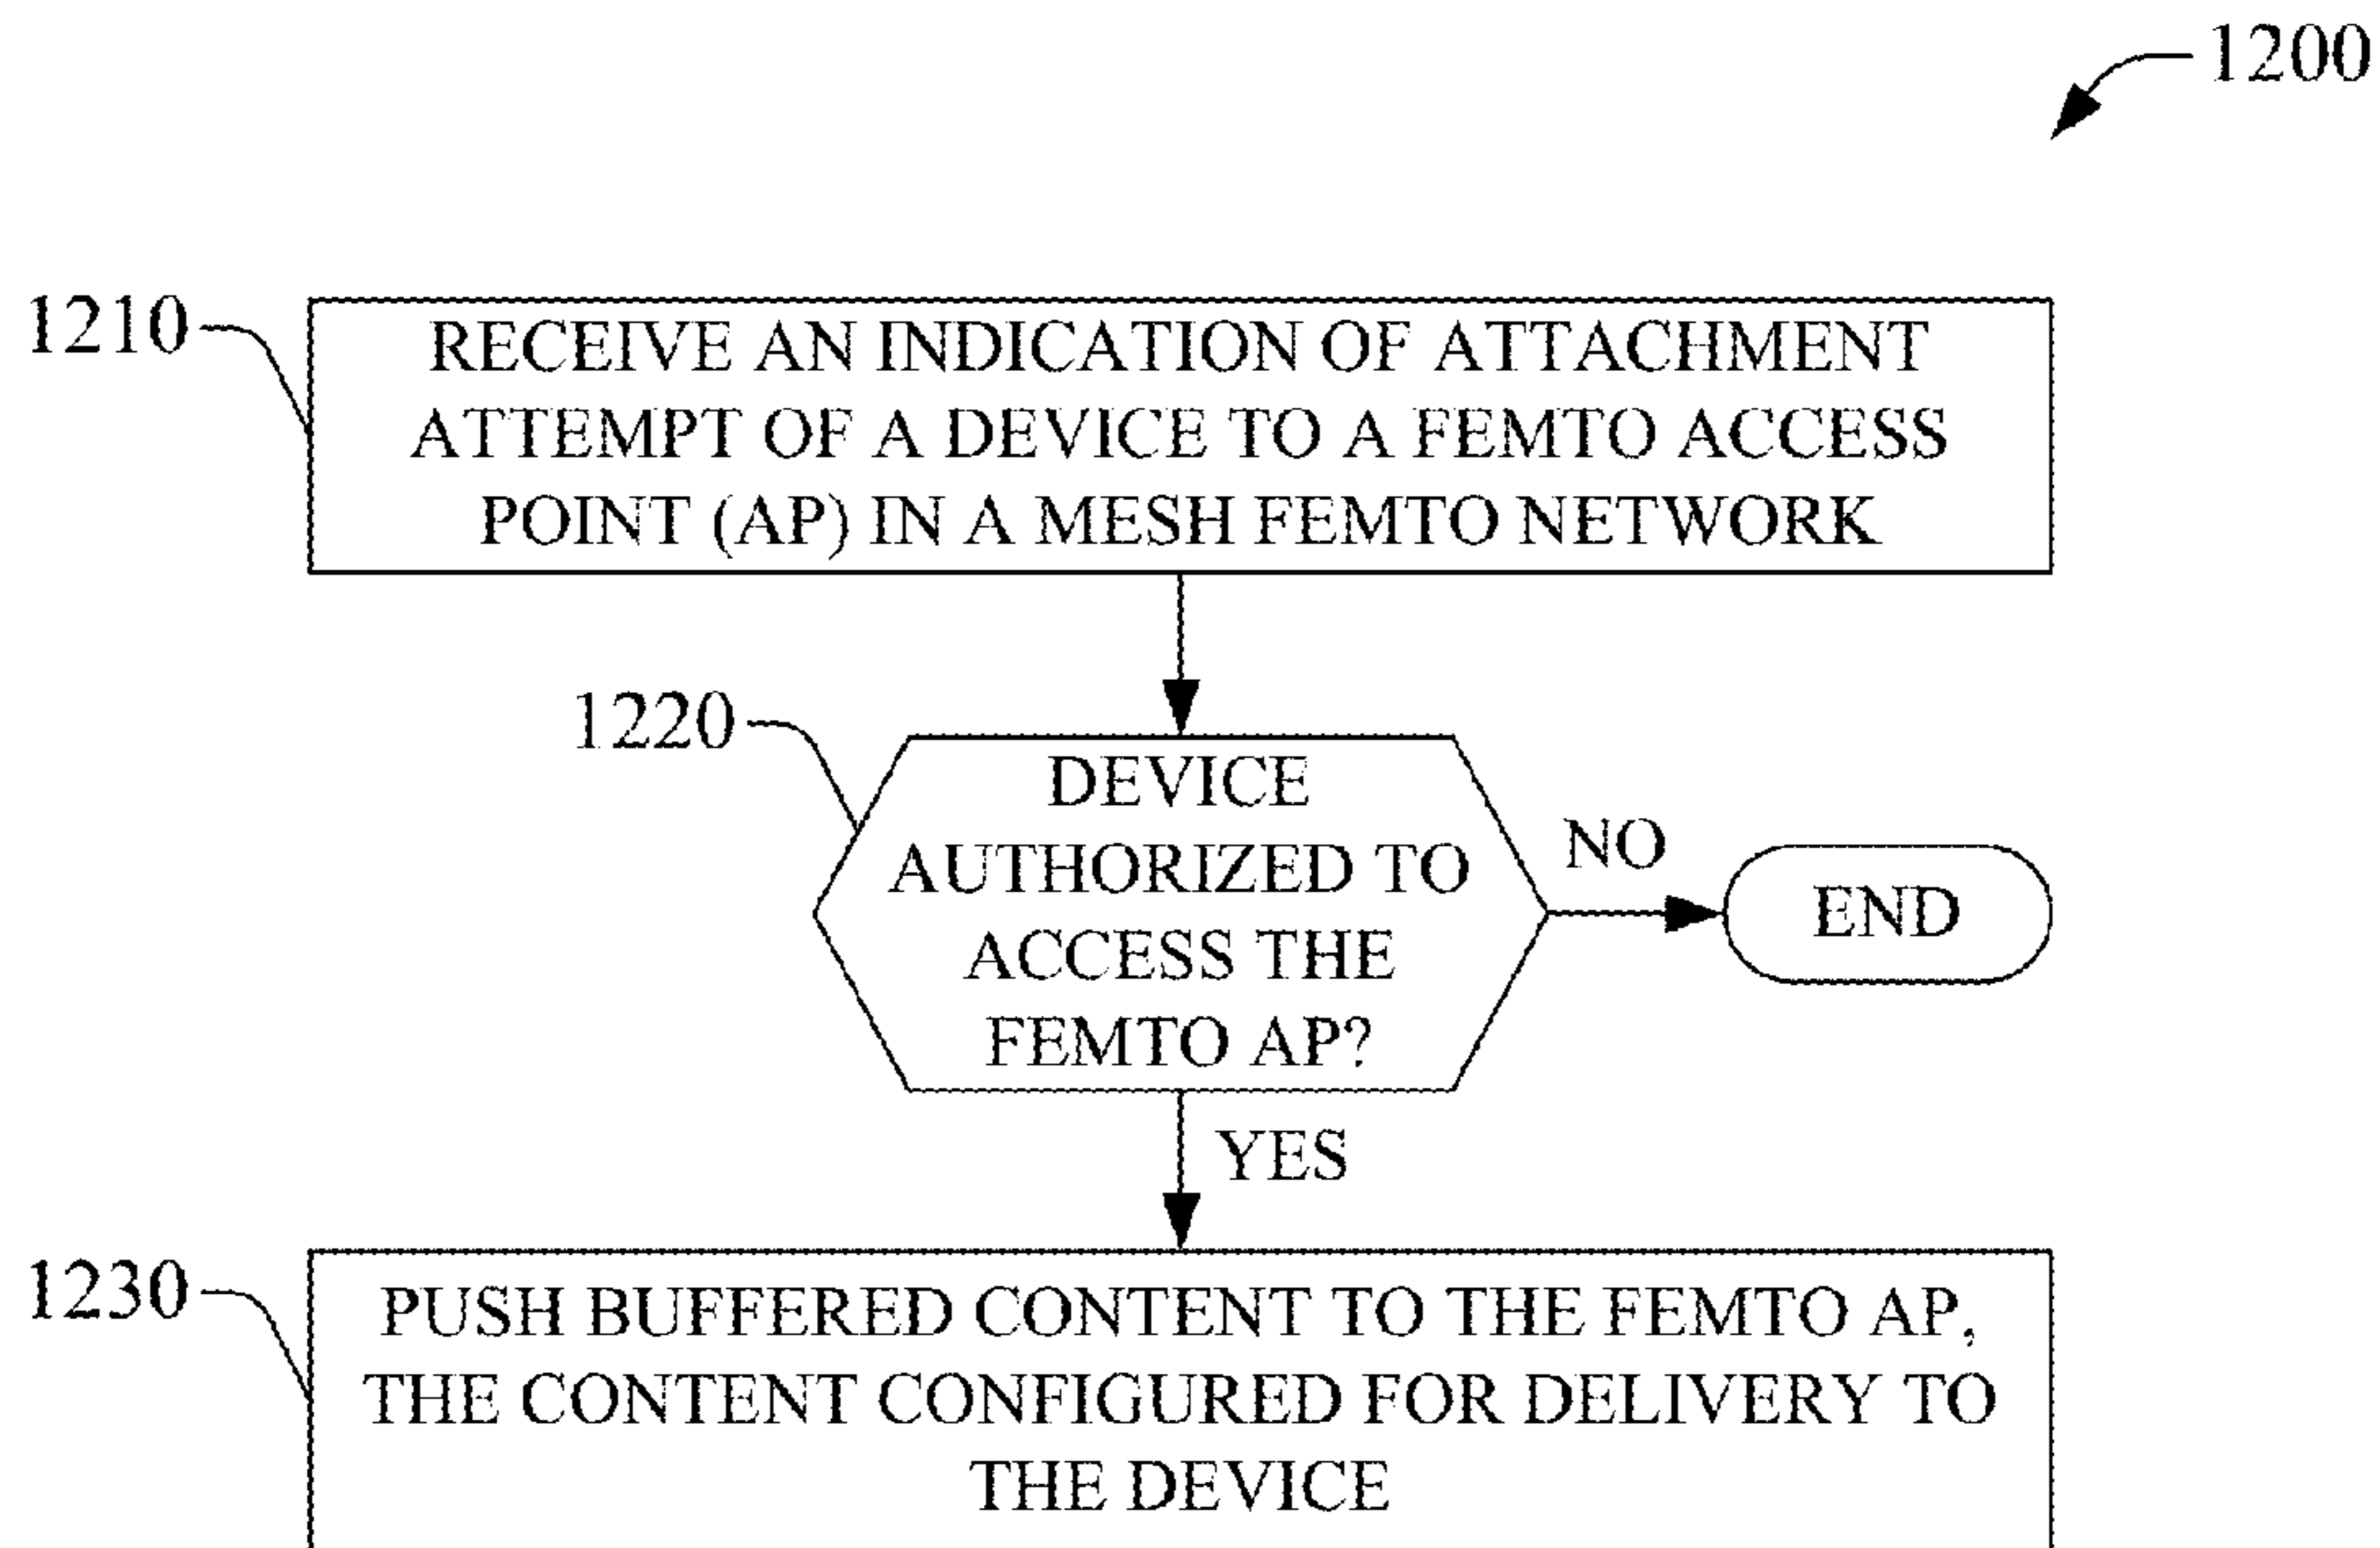 1200
1210
RECEIVE AN INDICATION OF ATTACHMENT
ATTEMPT OF A DEVICE TO A FEMTO ACCESS
POINT (AP) IN A MESH FEMTO NETWORK
1220
DEVICE
AUTHORIZED TO
ACCESS THE
FEMTO AP?
NO
END
YES
1230
PUSH BUFFERED CONTENT TO THE FEMTO AP,
THE CONTENT CONFIGURED FOR DELIVERY TO
THE DEVICE